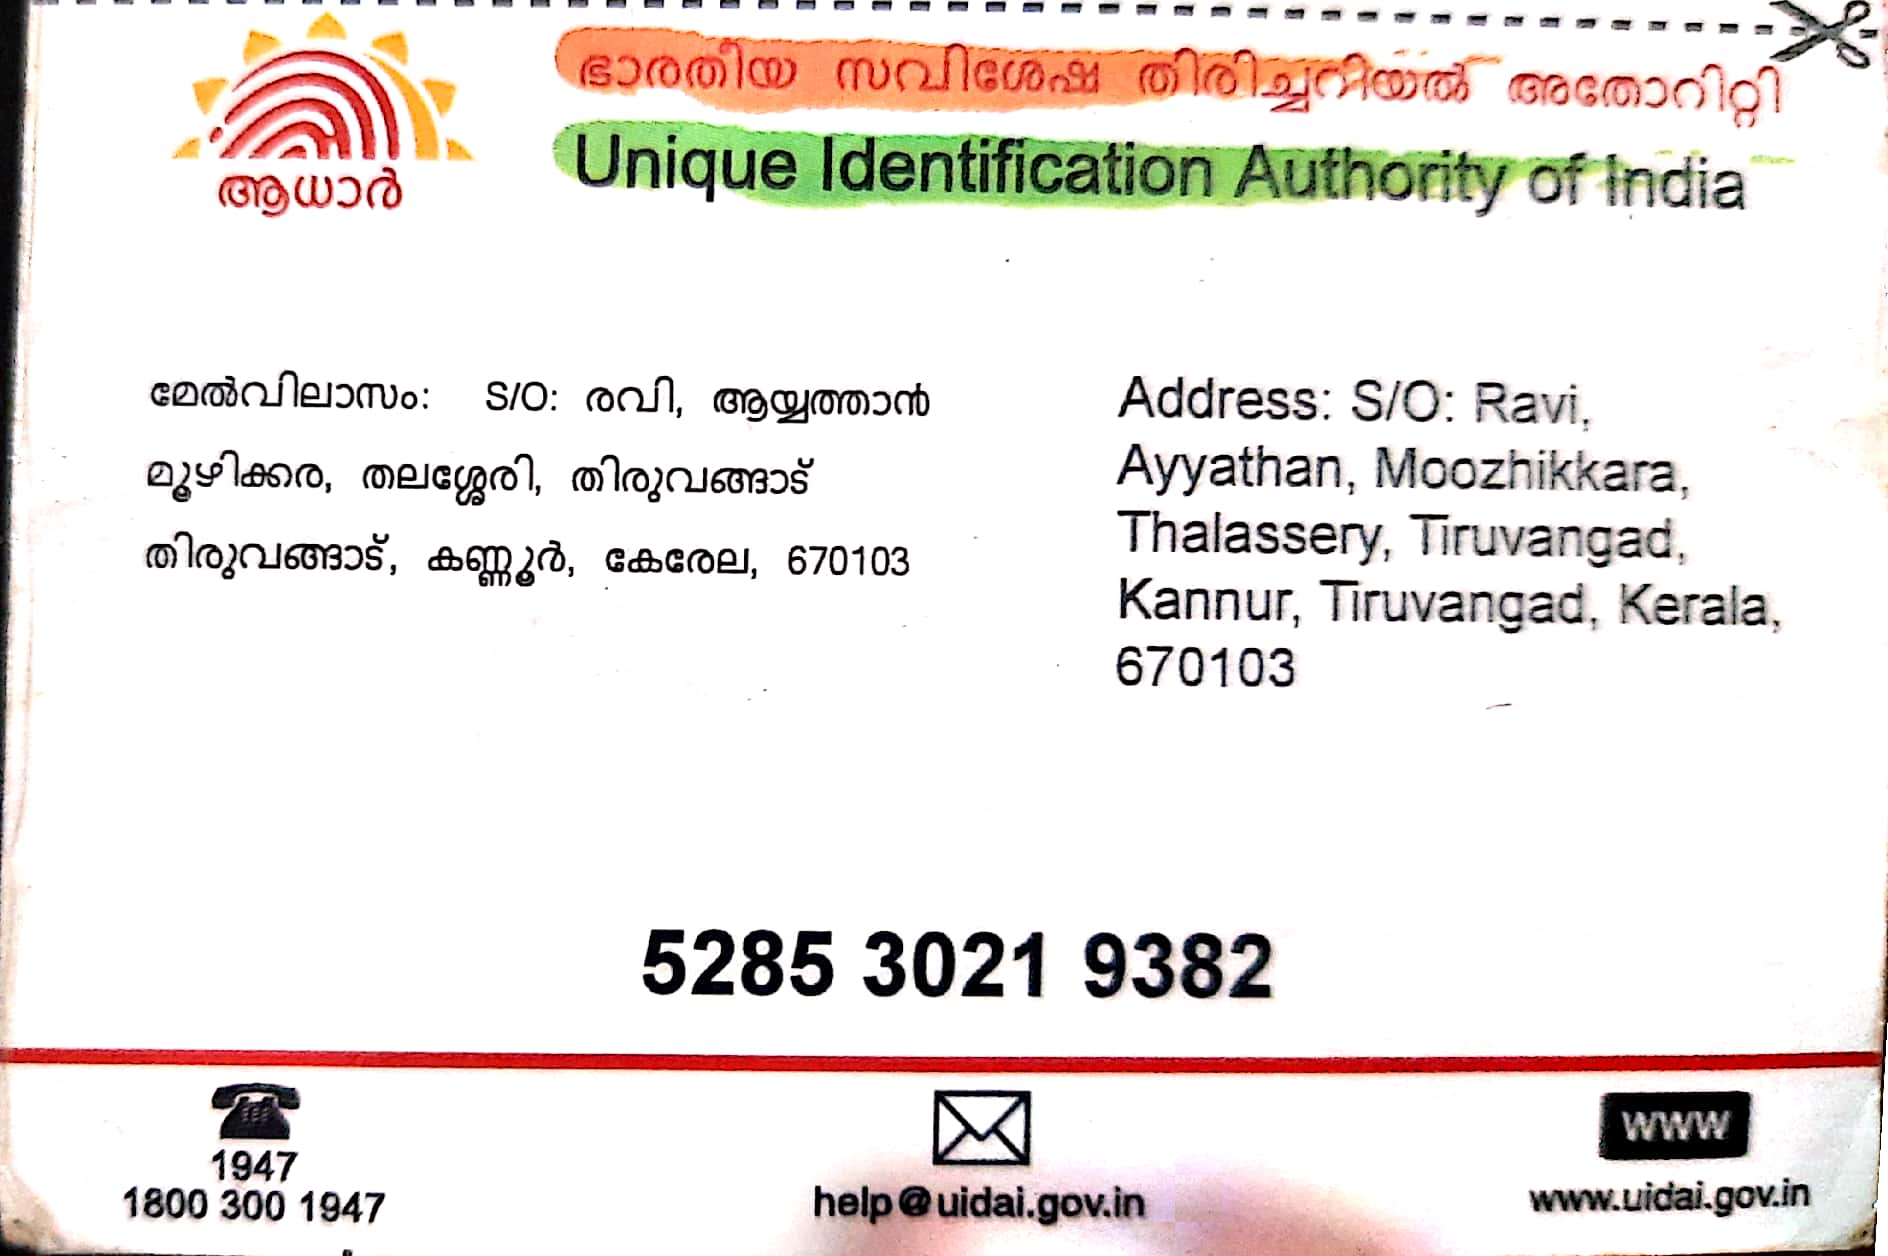 ആധാർ
ഭാരതീയ സവിശേഷ തിരിച്ചറിയൽ അതോറിറ്റി
Unique Identification Authority of India
മേൽവിലാസം: S/O: രവി, ആയ്യത്താൻ
മൂഴിക്കര, തലശ്ശേരി, തിരുവങ്ങാട്
തിരുവങ്ങാട്, കണ്ണൂർ, കേരേല, 670103
Address: S/O: Ravi,
Ayyathan, Moozhikkara,
Thalassery, Tiruvangad,
Kannur, Tiruvangad, Kerala,
670103
5285 3021 9382
1947
1800 300 1947
help@uidai.gov.in
WWW
www.uidai.gov.in